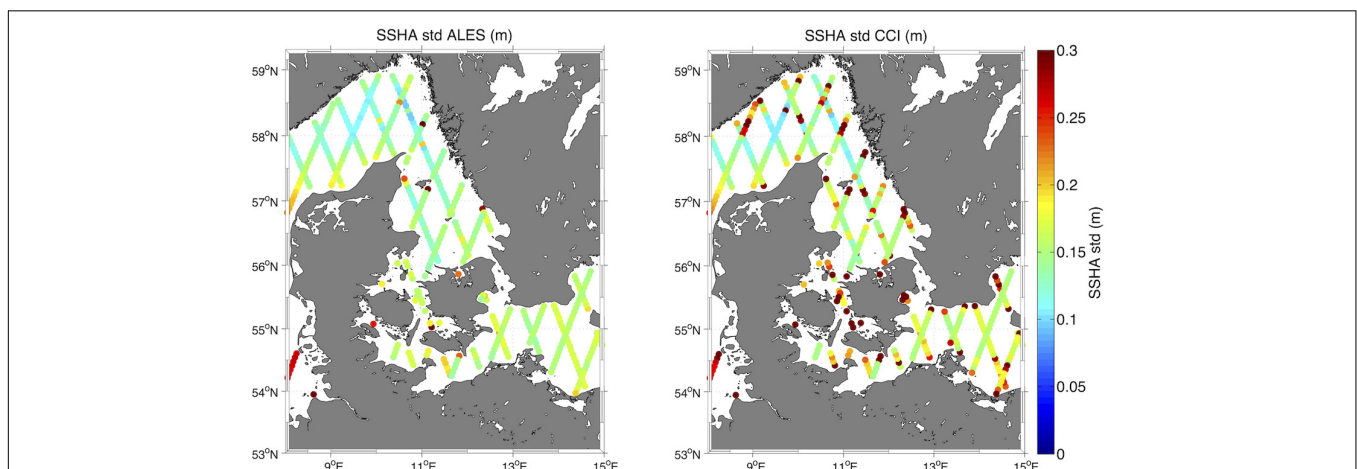 SSHA std ALES (m)
59°N
58°N
57°N
56°N
55°N
54°N
53°N
9°E
11°E
13°E
15°E
SSHA std CCI (m)
59°N
58°N
57°N
56°N
55°N
54°N
53°N
9°E
11°E
13°E
15°E
0.3
0.25
0.2
0.15
0.1
0.05
0
SSHA std (m)